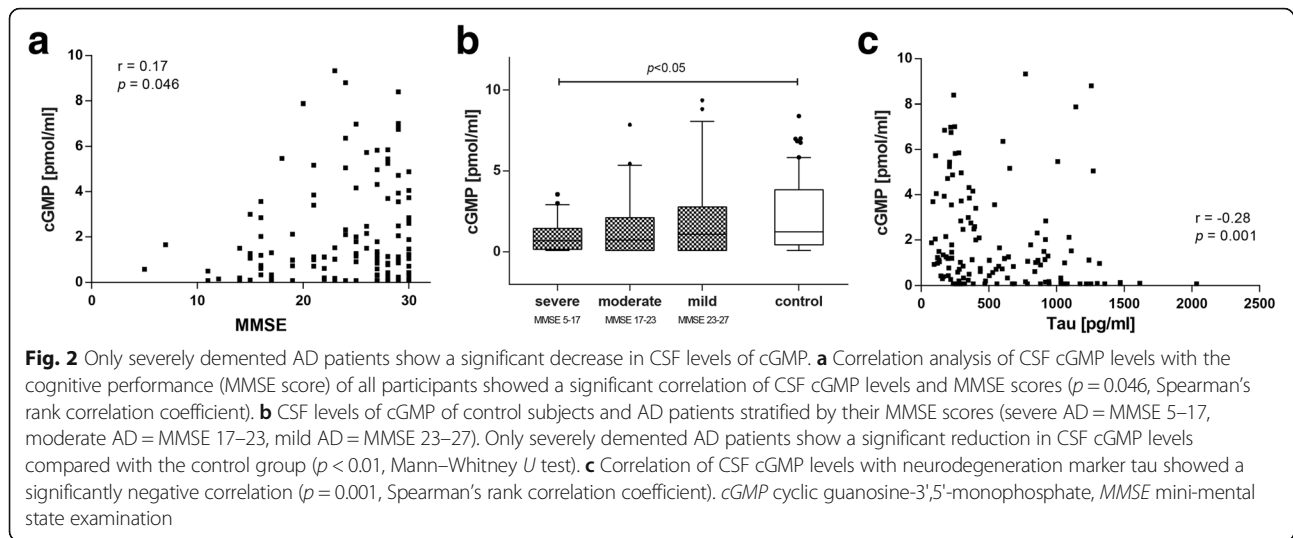 a
r = 0.17
p = 0.046
cGMP [pmol/ml]
10
8
6
4
2
0
0 10 20 30
MMSE
b
p<0.05
cGMP [pmol/ml]
10
5
0
severe moderate mild control
MMSE 5-17 MMSE 17-23 MMSE 23-27
c
cGMP [pmol/ml]
10
8
6
4
2
0
r = -0.28
p = 0.001
0 500 1000 1500 2000 2500
Tau [pg/ml]
Fig. 2 Only severely demented AD patients show a significant decrease in CSF levels of cGMP. a Correlation analysis of CSF cGMP levels with the
cognitive performance (MMSE score) of all participants showed a significant correlation of CSF cGMP levels and MMSE scores (p = 0.046, Spearman's
rank correlation coefficient). b CSF levels of cGMP of control subjects and AD patients stratified by their MMSE scores (severe AD = MMSE 5–17,
moderate AD = MMSE 17–23, mild AD = MMSE 23–27). Only severely demented AD patients show a significant reduction in CSF cGMP levels
compared with the control group (p < 0.01, Mann–Whitney U test). c Correlation of CSF cGMP levels with neurodegeneration marker tau showed a
significantly negative correlation (p = 0.001, Spearman's rank correlation coefficient). cGMP cyclic guanosine-3',5'-monophosphate, MMSE mini-mental
state examination